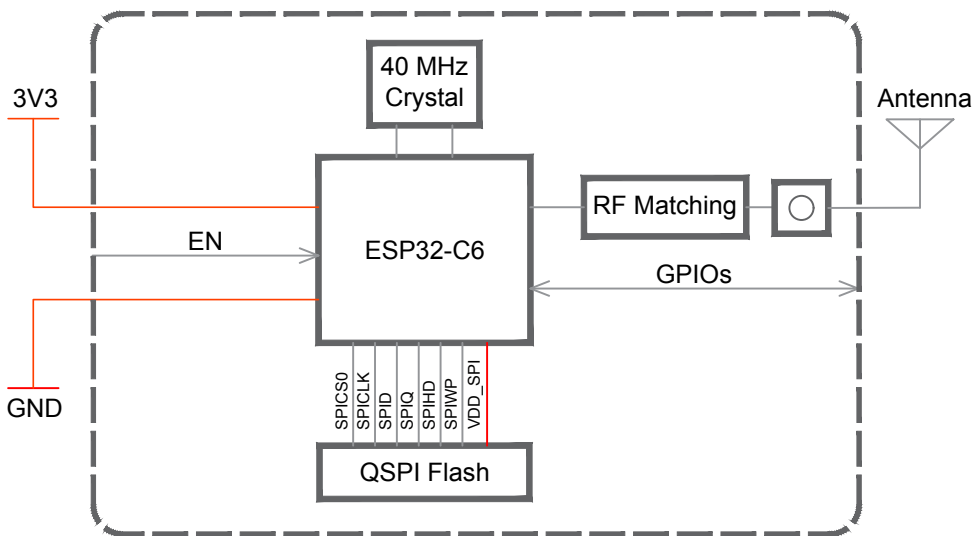 40 MHz
Crystal
3V3
Antenna
RF Matching
EN
ESP32-C6
GPIOs
SPICS0
SPICLK
SPID
SPIQ
SPIHD
SPIWP
VDD_SPI
GND
QSPI Flash